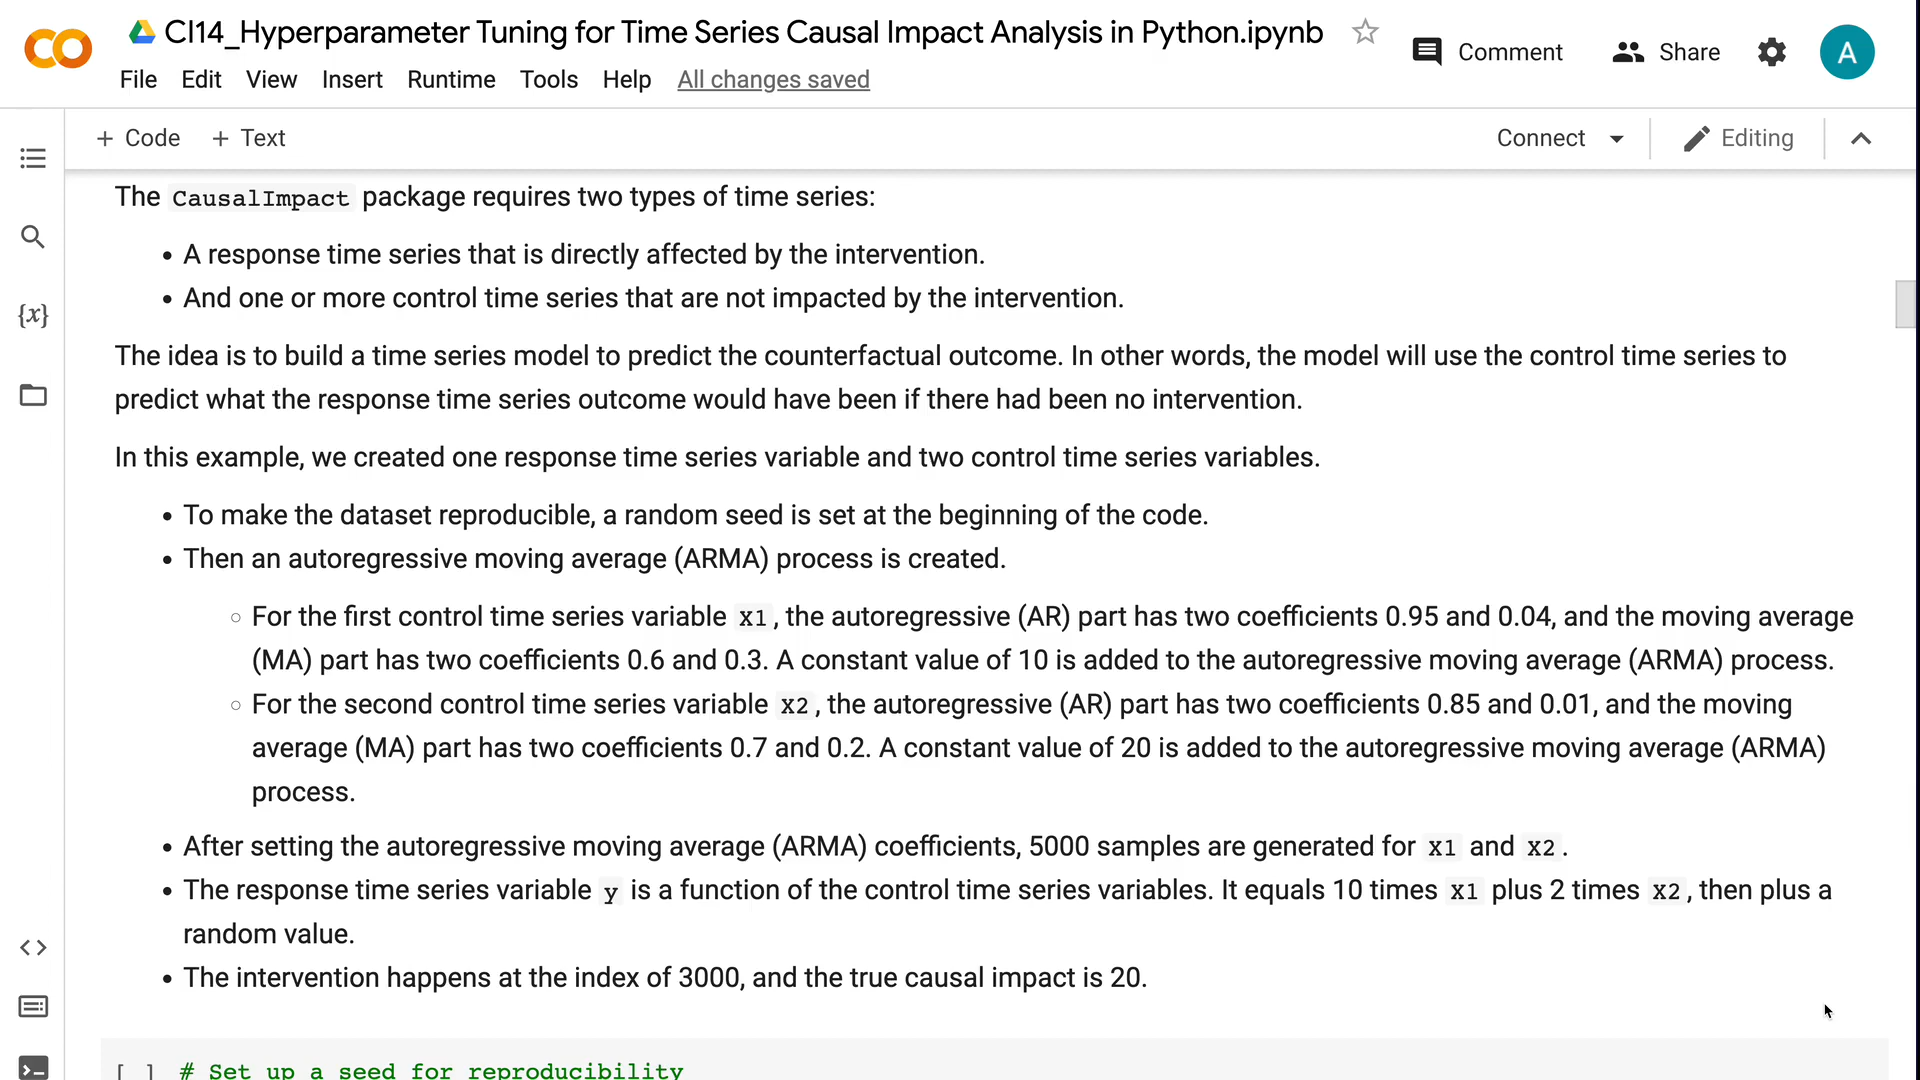 CI14_Hyperparameter Tuning for Time Series Causal Impact Analysis in Python.ipynb
Comment
Share
A
File Edit View Insert Runtime Tools Help All changes saved
+ Code + Text
Connect
Editing
The CausalImpact package requires two types of time series:
• A response time series that is directly affected by the intervention.
• And one or more control time series that are not impacted by the intervention.
{x}
The idea is to build a time series model to predict the counterfactual outcome. In other words, the model will use the control time series to
predict what the response time series outcome would have been if there had been no intervention.
In this example, we created one response time series variable and two control time series variables.
• To make the dataset reproducible, a random seed is set at the beginning of the code.
• Then an autoregressive moving average (ARMA) process is created.
◦ For the first control time series variable X1, the autoregressive (AR) part has two coefficients 0.95 and 0.04, and the moving average
(MA) part has two coefficients 0.6 and 0.3. A constant value of 10 is added to the autoregressive moving average (ARMA) process.
◦ For the second control time series variable X2, the autoregressive (AR) part has two coefficients 0.85 and 0.01, and the moving
average (MA) part has two coefficients 0.7 and 0.2. A constant value of 20 is added to the autoregressive moving average (ARMA)
process.
• After setting the autoregressive moving average (ARMA) coefficients, 5000 samples are generated for X1 and X2.
• The response time series variable y is a function of the control time series variables. It equals 10 times X1 plus 2 times X2, then plus a
random value.
• The intervention happens at the index of 3000, and the true causal impact is 20.
[ ] # Set up a seed for reproducibility